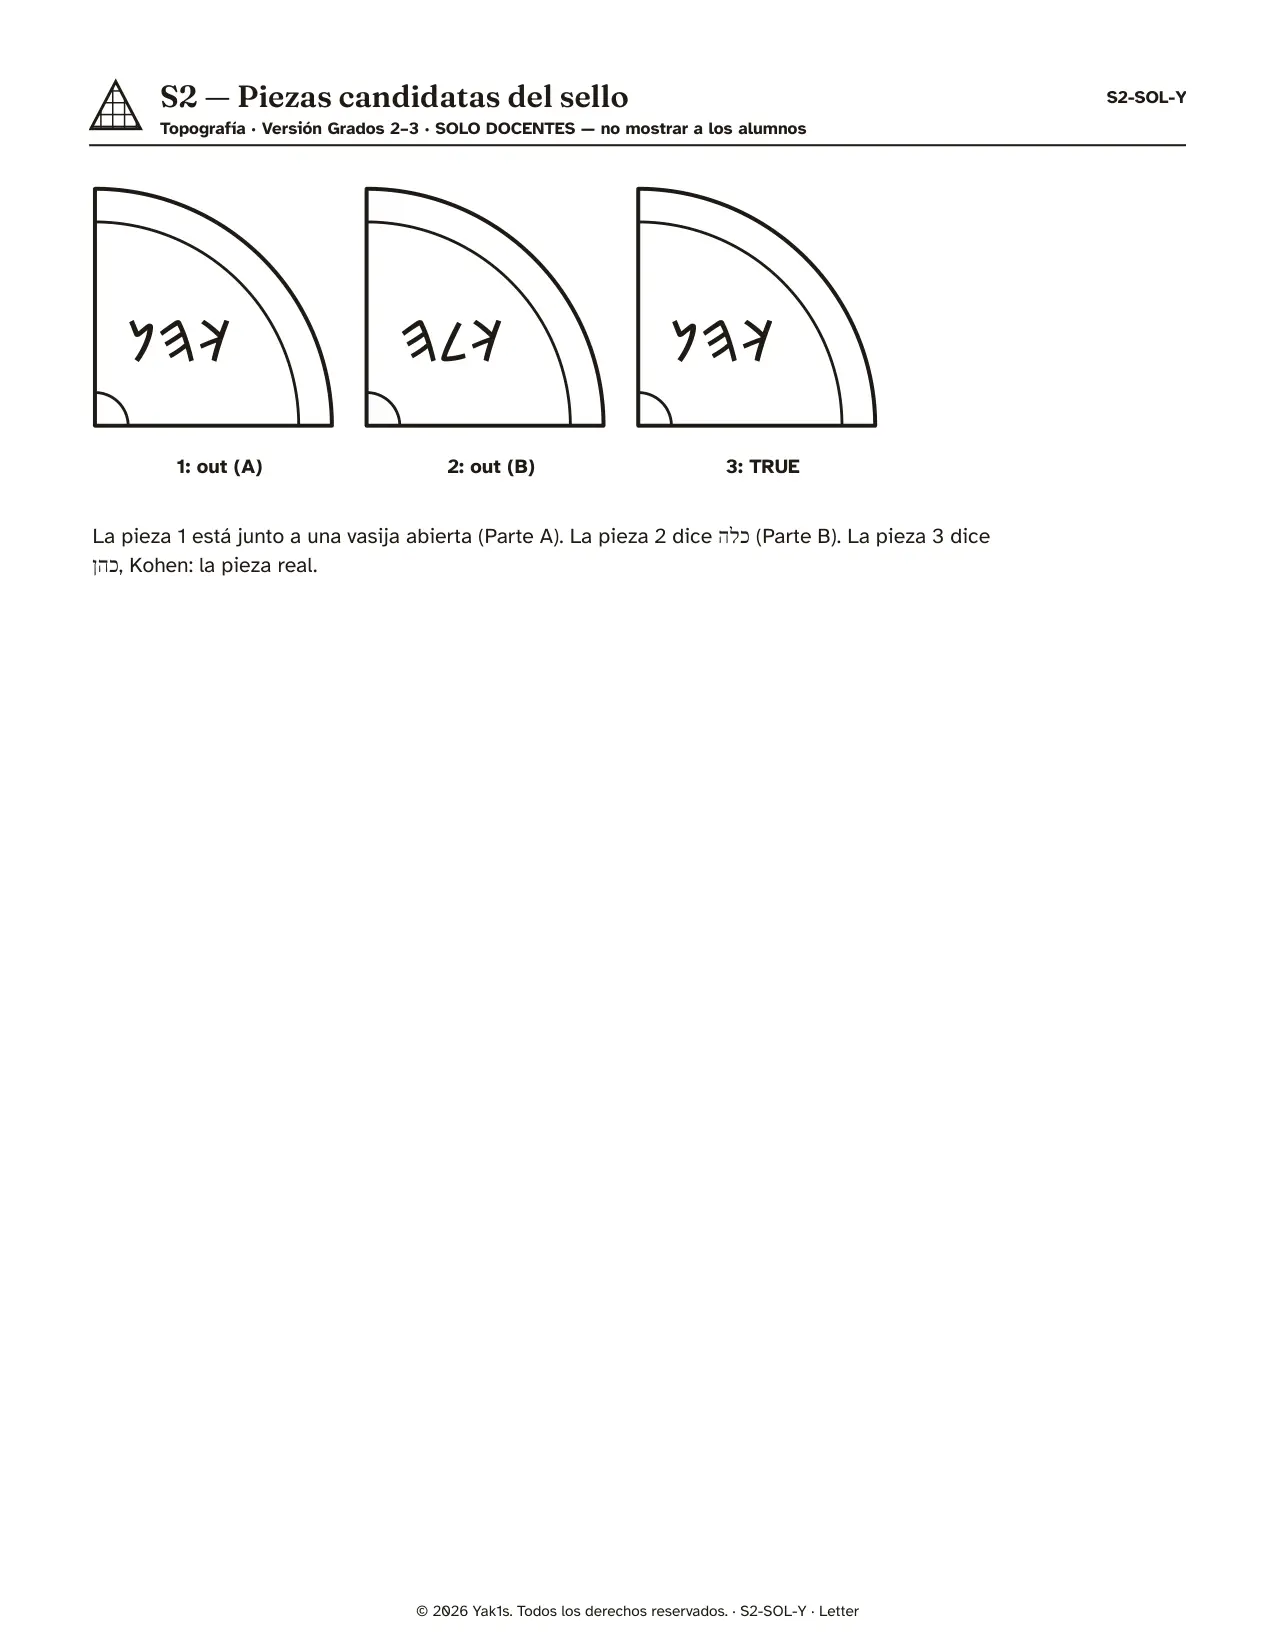 S2 — Piezas candidatas del sello
S2-SOL-Y
Topografía · Versión Grados 2–3 · SOLO DOCENTES — no mostrar a los alumnos
𐤊𐤄𐤍
𐤊𐤋𐤄
𐤊𐤄𐤍
1: out (A)
2: out (B)
3: TRUE
La pieza 1 está junto a una vasija abierta (Parte A). La pieza 2 dice כלה (Parte B). La pieza 3 dice
כהן, Kohen: la pieza real.
© 2026 Yak1s. Todos los derechos reservados. · S2-SOL-Y · Letter